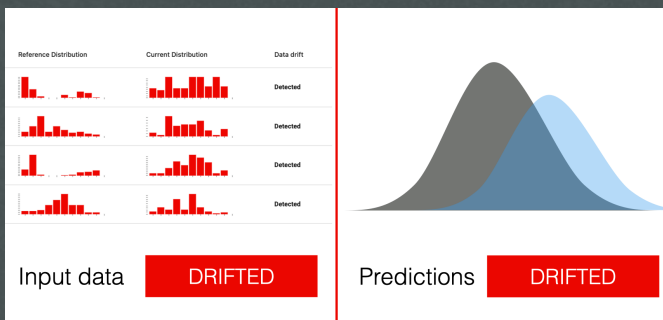 Reference Distribution Current Distribution Data drift
Detected
Detected
Detected
Detected
Input data DRIFTED
Predictions DRIFTED